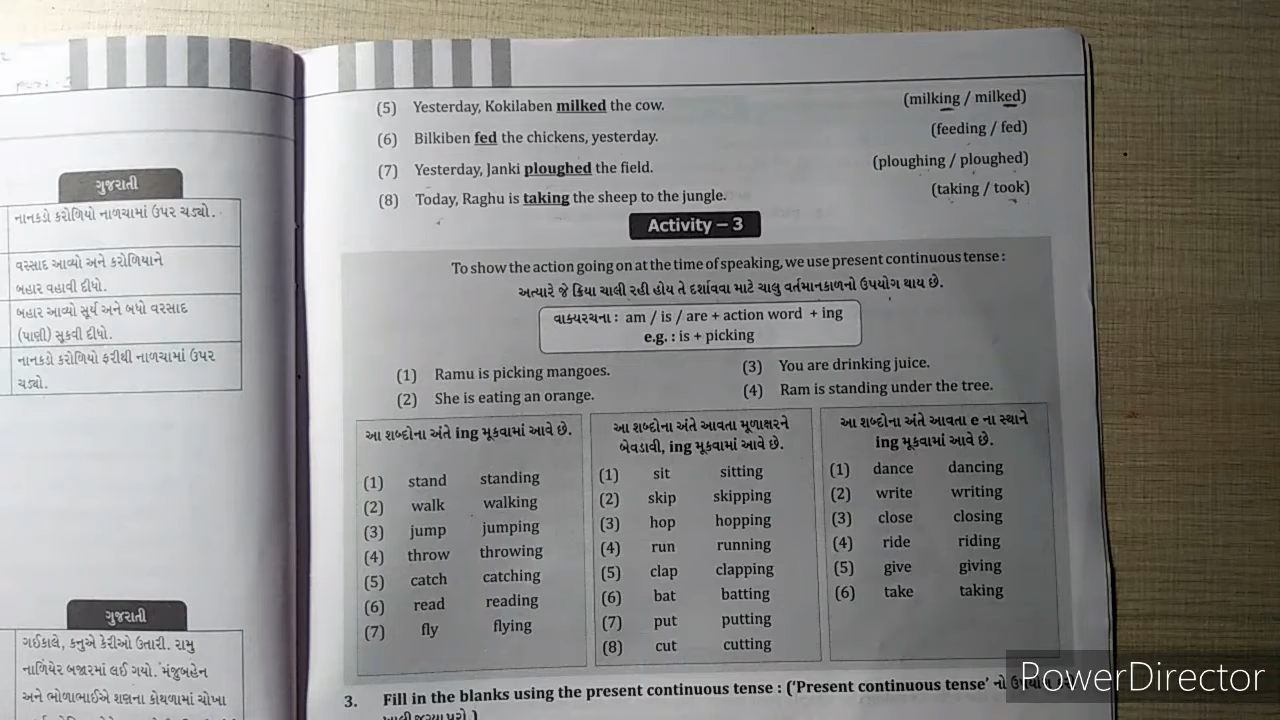 ગુજરાતી
નાનકડો કરોળિયો નાળચામાં ઉપર ચડ્યો.
વરસાદ આવ્યો અને કરોળિયાને
બહાર વહાવી દીધો.
બહાર આવ્યો સૂર્ય અને બધો વરસાદ
(પાણી) સૂકવી દીધો.
નાનકડો કરોળિયો ફરીથી નાળચામાં ઉપર
ચડ્યો.
ગુજરાતી
ગઈકાલે, કનુએ કેરીઓ ઉતારી. રામુ
નાળિયેર બજારમાં લઈ ગયો. મંજુબહેન
અને ભોળાભાઈએ શણના કોથળામાં ચોખા
(5) Yesterday, Kokilaben milked the cow. (milking / milked)
(6) Bilkiben fed the chickens, yesterday. (feeding / fed)
(7) Yesterday, Janki ploughed the field. (ploughing / ploughed)
(8) Today, Raghu is taking the sheep to the jungle. (taking / took)
Activity – 3
To show the action going on at the time of speaking, we use present continuous tense :
અત્યારે જે ક્રિયા ચાલી રહી હોય તે દર્શાવવા માટે ચાલુ વર્તમાનકાળનો ઉપયોગ થાય છે.
વાક્યરચના : am / is / are + action word + ing
e.g. : is + picking
(1) Ramu is picking mangoes. (3) You are drinking juice.
(2) She is eating an orange. (4) Ram is standing under the tree.
આ શબ્દોના અંતે ing મૂકવામાં આવે છે.
(1) stand standing
(2) walk walking
(3) jump jumping
(4) throw throwing
(5) catch catching
(6) read reading
(7) fly flying
આ શબ્દોના અંતે આવતા મૂળાક્ષરને
બેવડાવી, ing મૂકવામાં આવે છે.
(1) sit sitting
(2) skip skipping
(3) hop hopping
(4) run running
(5) clap clapping
(6) bat batting
(7) put putting
(8) cut cutting
આ શબ્દોના અંતે આવતા e ના સ્થાને
ing મૂકવામાં આવે છે.
(1) dance dancing
(2) write writing
(3) close closing
(4) ride riding
(5) give giving
(6) take taking
3. Fill in the blanks using the present continuous tense : ('Present continuous tense' નો
PowerDirector